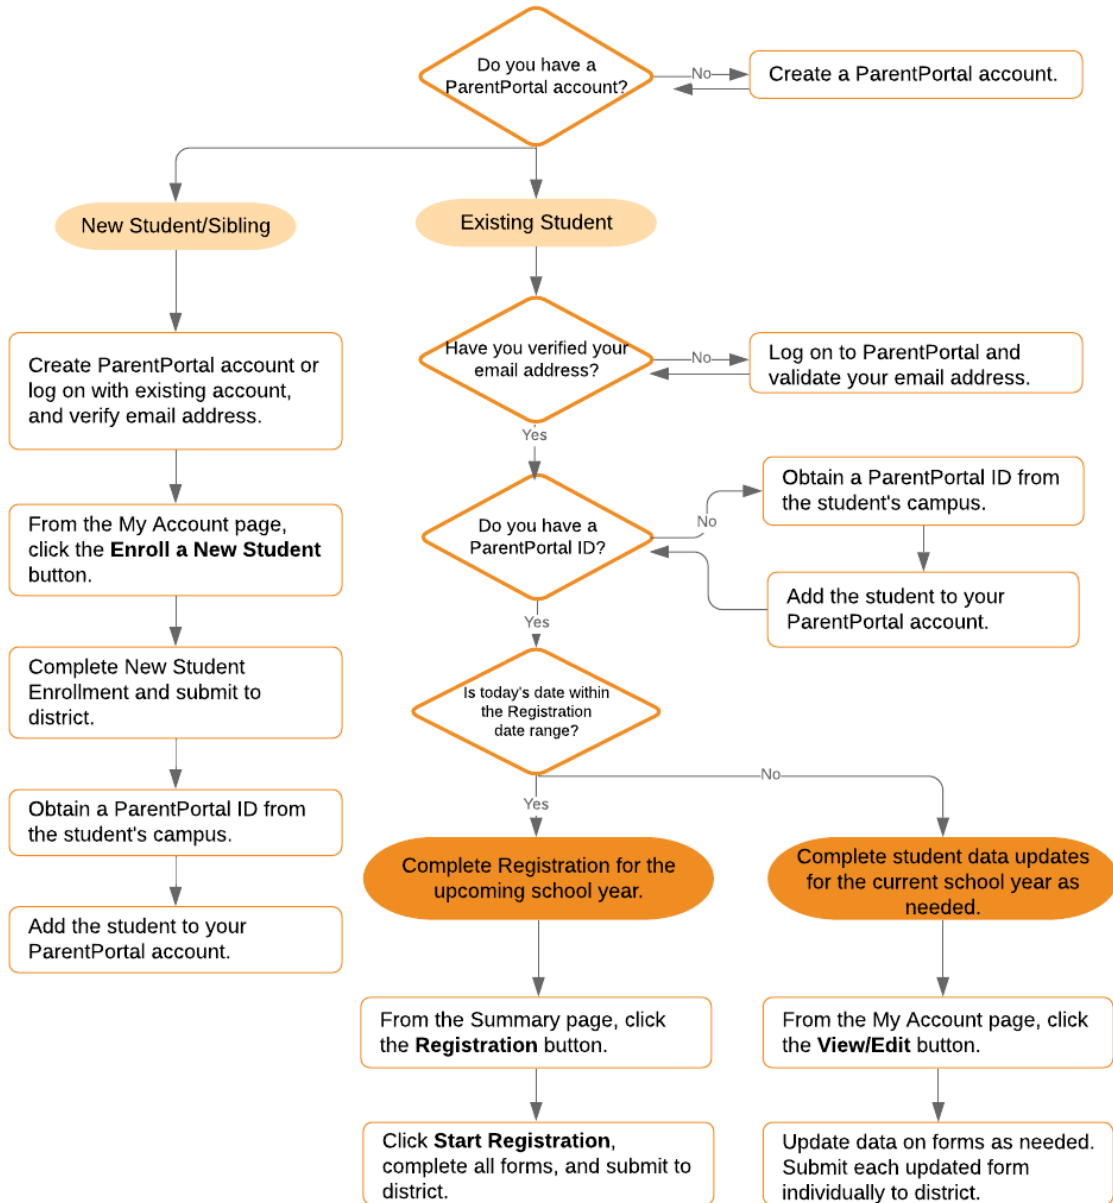 Do you have a
ParentPortal account?
No
Create a ParentPortal account.
New Student/Sibling
Existing Student
Create ParentPortal account or
log on with existing account,
and verify email address.
Have you verified your
email address?
No
Log on to ParentPortal and
validate your email address.
Yes
From the My Account page,
click the Enroll a New Student
button.
Do you have a
ParentPortal ID?
No
Obtain a ParentPortal ID from
the student's campus.
Add the student to your
ParentPortal account.
Yes
Complete New Student
Enrollment and submit to
district.
Is today's date within
the Registration
date range?
No
Yes
Obtain a ParentPortal ID from
the student's campus.
Complete Registration for the
upcoming school year.
Complete student data updates
for the current school year as
needed.
Add the student to your
ParentPortal account.
From the Summary page, click
the Registration button.
From the My Account page, click
the View/Edit button.
Click Start Registration,
complete all forms, and submit to
district.
Update data on forms as needed.
Submit each updated form
individually to district.